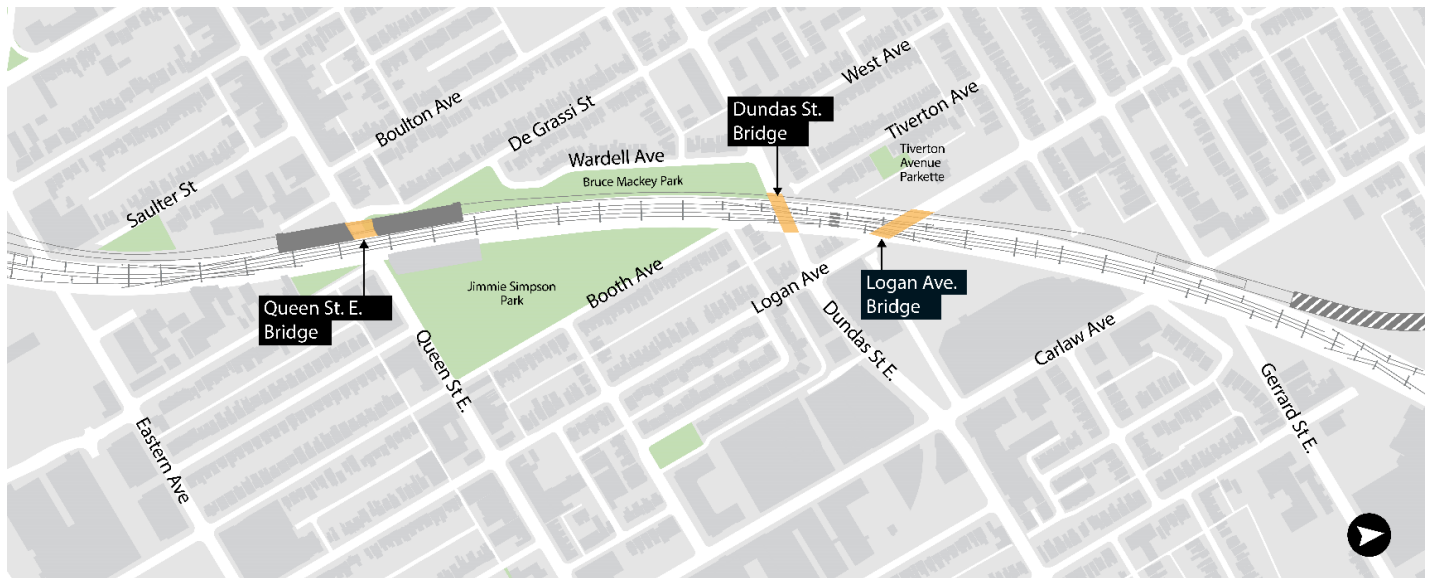 West Ave
Boulton Ave
De Grassi St
Dundas St.
Bridge
Tiverton Ave
Wardell Ave
Tiverton
Avenue
Parkette
Bruce Mackey Park
Saulter St
Jimmie Simpson
Park
Booth Ave
Logan Ave
Logan Ave.
Bridge
Queen St. E.
Bridge
Queen St E.
Dundas St E.
Carlaw Ave
Gerrard St E.
Eastern Ave